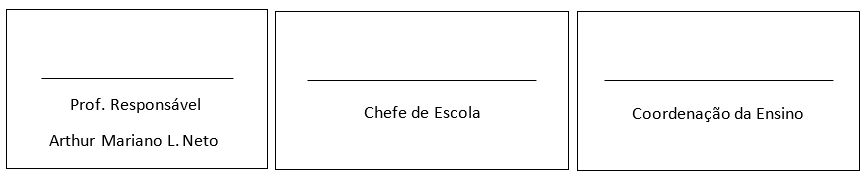 Prof. Responsável
Arthur Mariano L. Neto
Chefe de Escola
Coordenação da Ensino